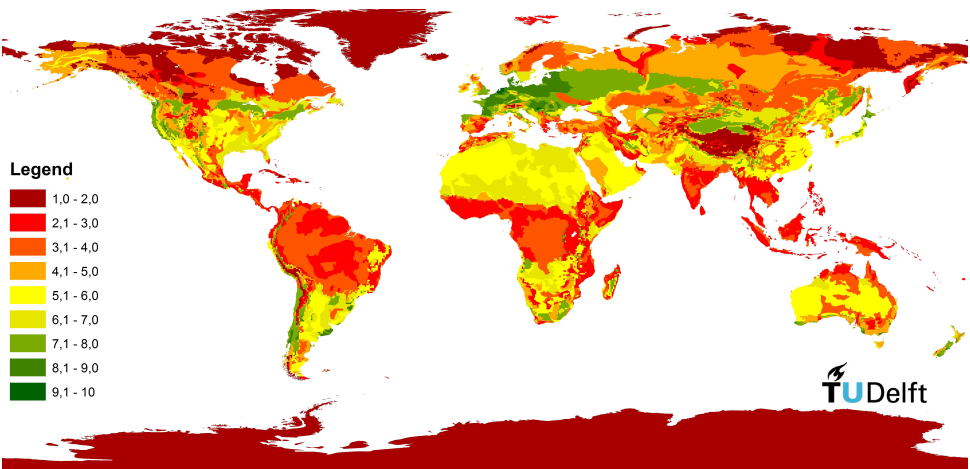 Legend
1,0 - 2,0
2,1 - 3,0
3,1 - 4,0
4,1 - 5,0
5,1 - 6,0
6,1 - 7,0
7,1 - 8,0
8,1 - 9,0
9,1 - 10
TUDelft